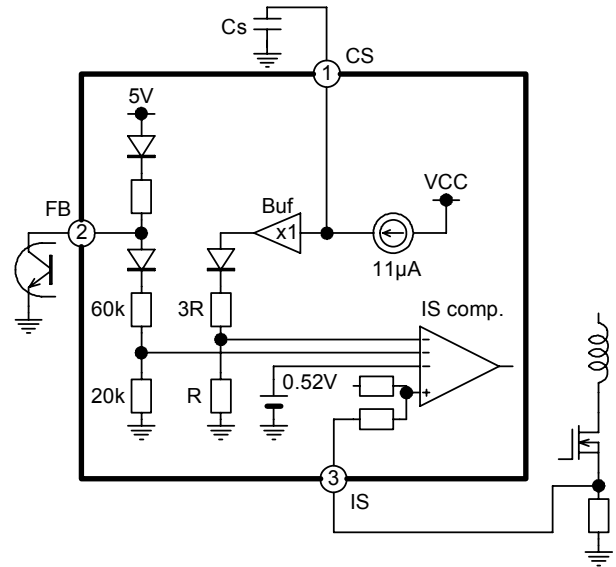 Cs
CS
1
5V
VCC
FB
2
Buf
x1
11μA
60k
3R
IS comp.
20k
R
0.52V
3
IS